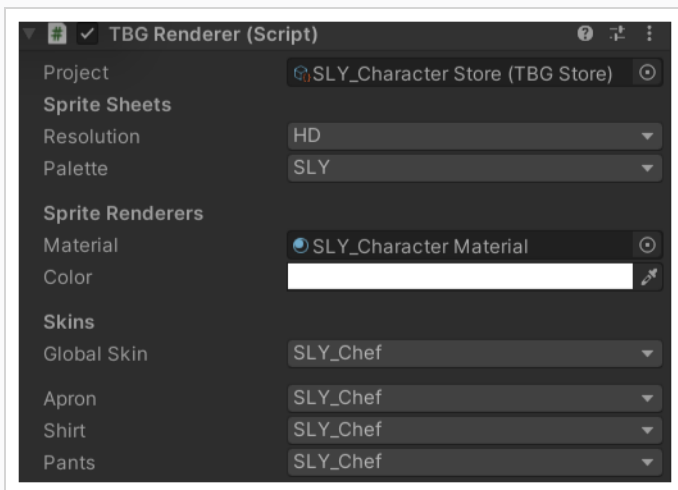 TBG Renderer (Script)
Project SLY_Character Store (TBG Store)
Sprite Sheets
Resolution HD
Palette SLY
Sprite Renderers
Material SLY_Character Material
Color
Skins
Global Skin SLY_Chef
Apron SLY_Chef
Shirt SLY_Chef
Pants SLY_Chef